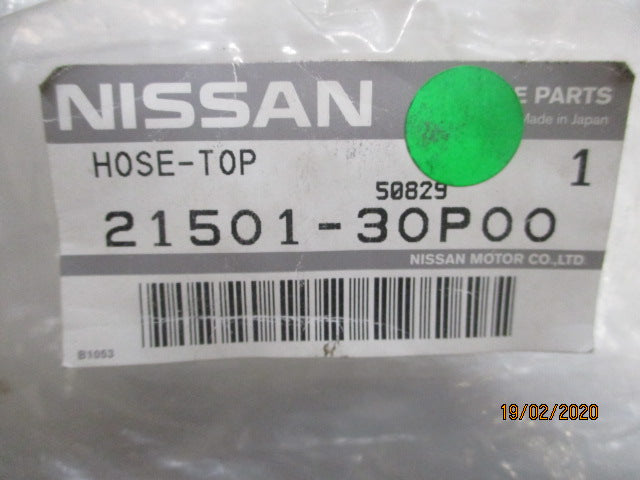 NISSAN
PARTS
Made in Japan
HOSE-TOP
1
50829
21501-30P00
NISSAN MOTOR CO.,LTD
B1053
19/02/2020